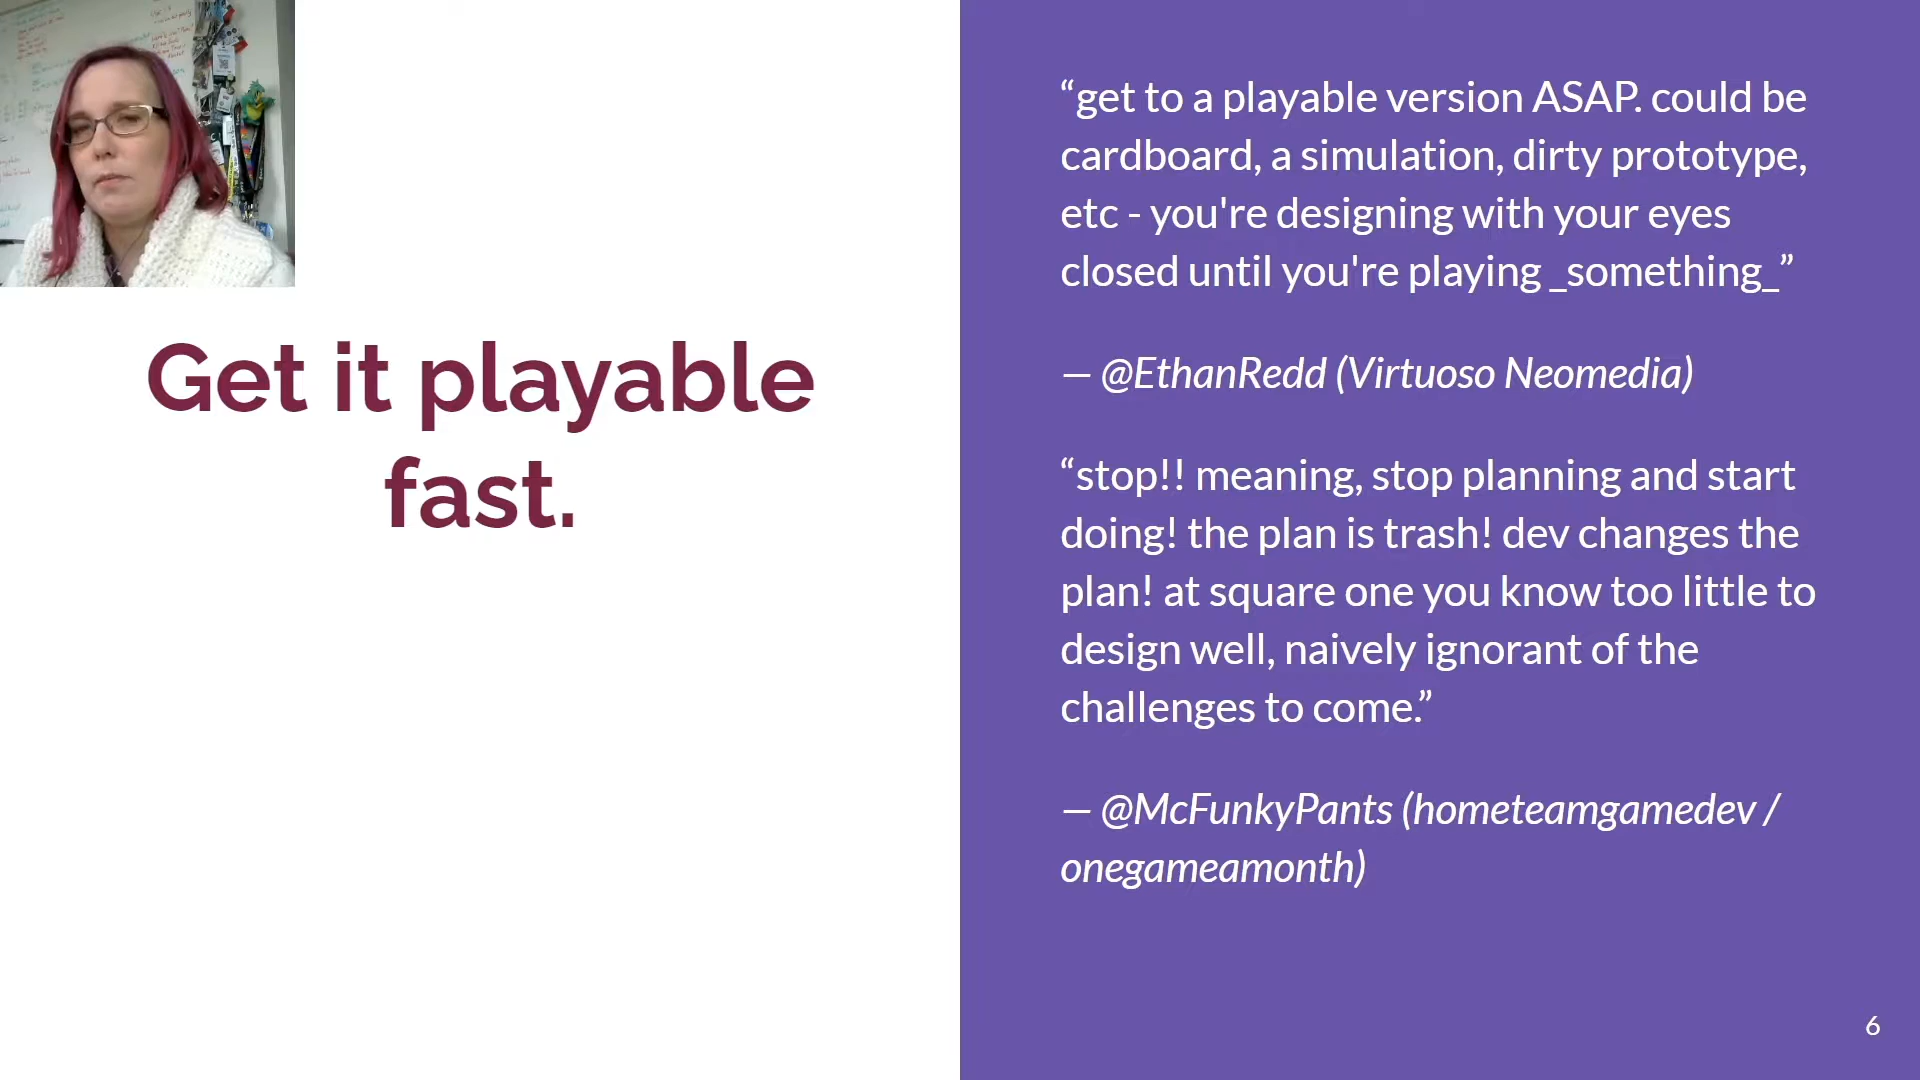 Get it playable
fast.
“get to a playable version ASAP. could be
cardboard, a simulation, dirty prototype,
etc - you're designing with your eyes
closed until you're playing _something_”
— @EthanRedd (Virtuoso Neomedia)
“stop!! meaning, stop planning and start
doing! the plan is trash! dev changes the
plan! at square one you know too little to
design well, naively ignorant of the
challenges to come.”
— @McFunkyPants (hometeamgamedev /
onegameamonth)
6